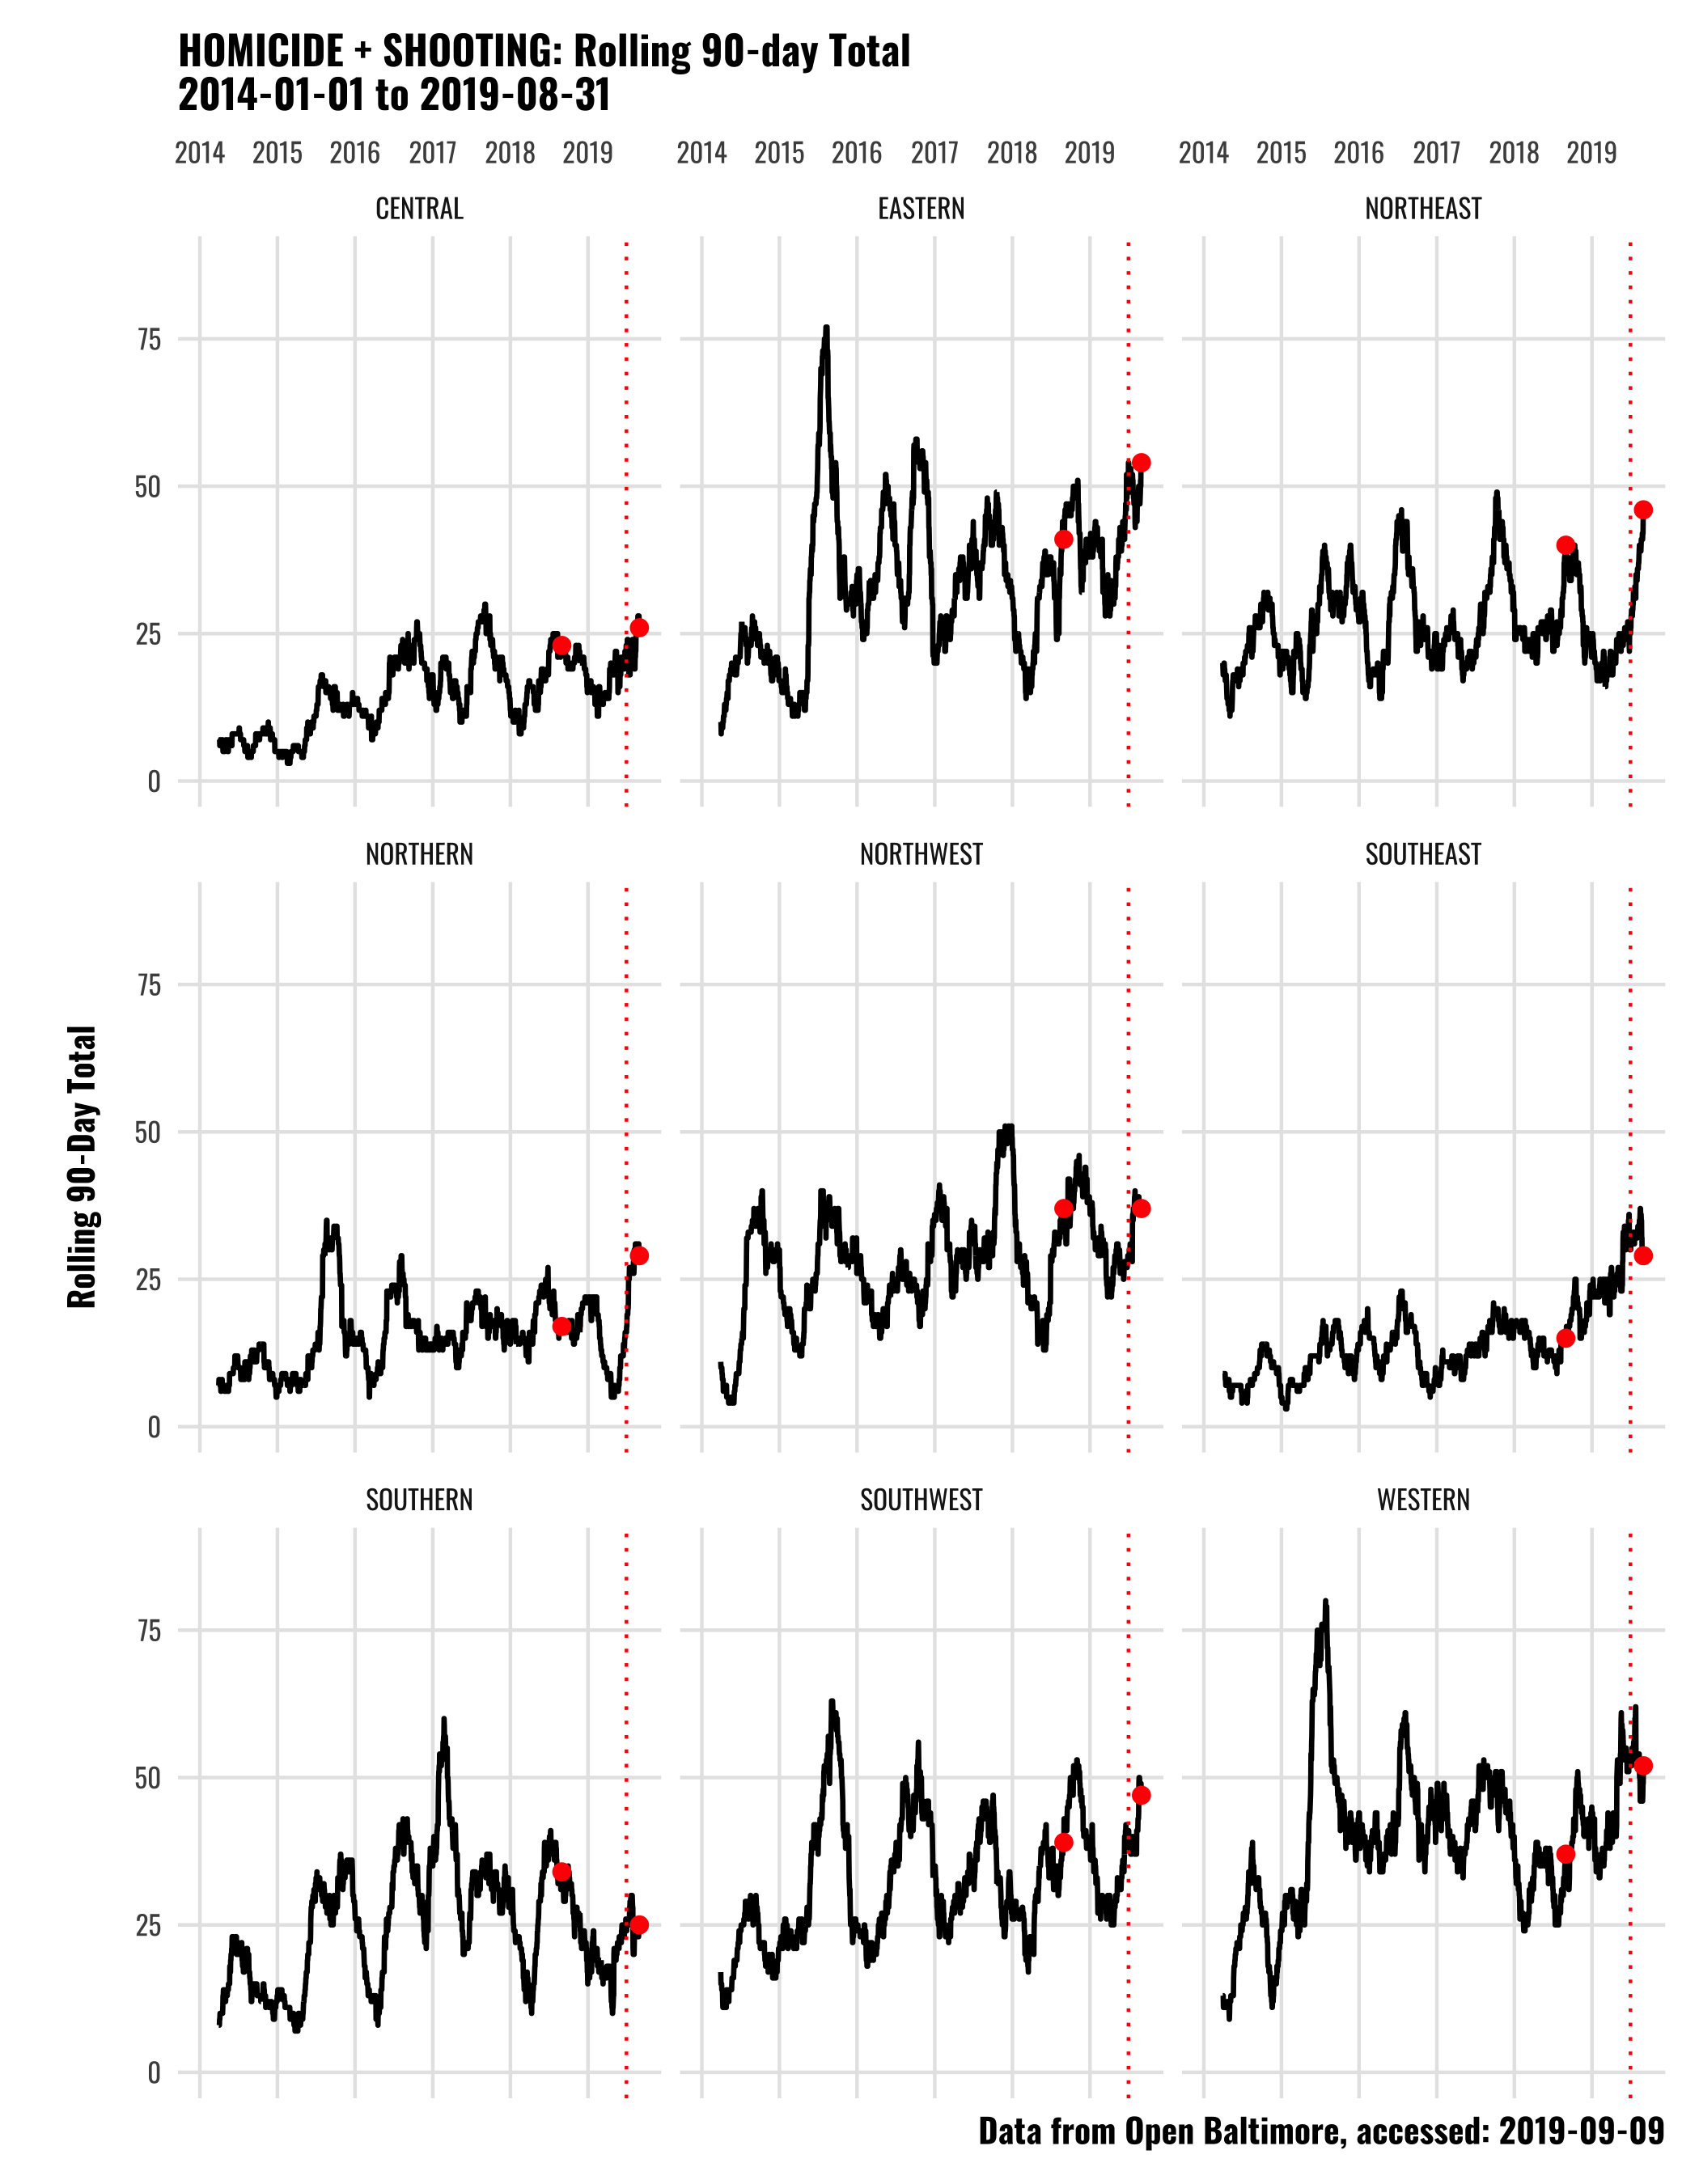 HOMICIDE + SHOOTING: Rolling 90-day Total
2014-01-01 to 2019-08-31
2014 2015 2016 2017 2018 2019 2014 2015 2016 2017 2018 2019 2014 2015 2016 2017 2018 2019
CENTRAL EASTERN NORTHEAST
75
50
25
0
NORTHERN NORTHWEST SOUTHEAST
75
50
25
0
Rolling 90-Day Total
SOUTHERN SOUTHWEST WESTERN
75
50
25
0
Data from Open Baltimore, accessed: 2019-09-09